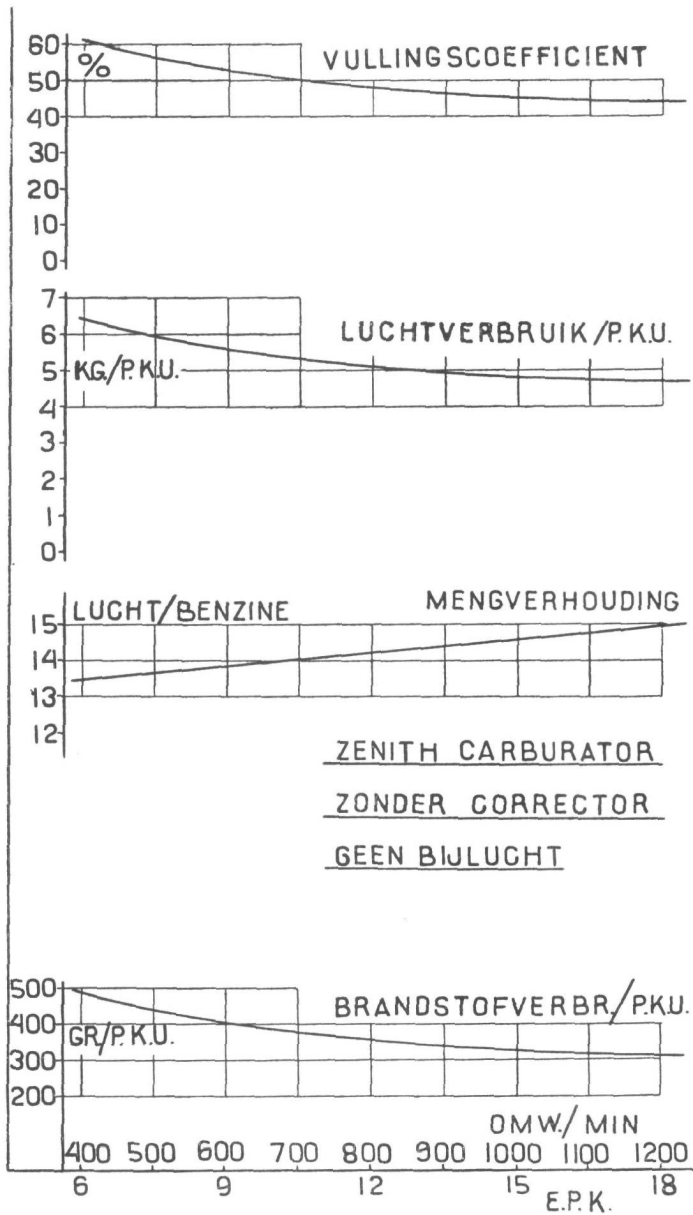 60
%
VULLINGSCOEFFICIENT
50
40
30
20
10
0
7
LUCHTVERBRUIK/P.K.U.
6
KG/P.K.U.
5
4
3
2
1
0
LUCHT/BENZINE MENGVERHOUDING
15
14
13
12
ZENITH CARBURATOR
ZONDER CORRECTOR
GEEN BIJLUCHT
500
BRANDSTOFVERBR./P.K.U.
400
GR/P.K.U.
300
200
OMW./MIN
400 500 600 700 800 900 1000 1100 1200
6 9 12 15 18
E.P.K.